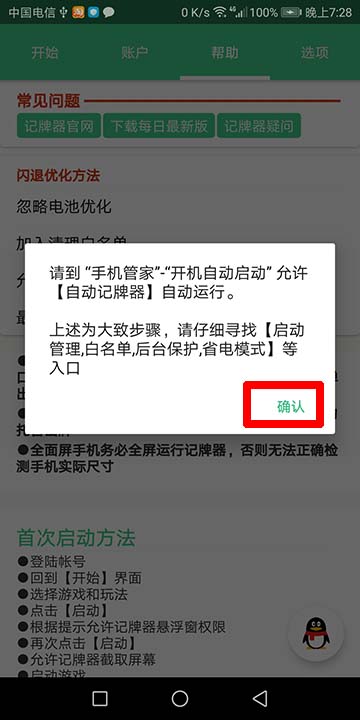 中国电信 0 K/s 4G 100% 晚上7:28
开始 账户 帮助 选项
常见问题
记牌器官网 下载每日最新版 记牌器疑问
闪退优化方法
忽略电池优化
加入清理白名单
请到 “手机管家”-“开机自动启动” 允许
【自动记牌器】自动运行。
上述为大致步骤，请仔细寻找【启动
管理,白名单,后台保护,省电模式】等
入口
确认
●全面屏手机务必全屏运行记牌器，否则无法正确检
测手机实际尺寸
首次启动方法
●登陆帐号
●回到【开始】界面
●选择游戏和玩法
●点击【启动】
●根据提示允许记牌器悬浮窗权限
●再次点击【启动】
●允许记牌器截取屏幕
●启动游戏